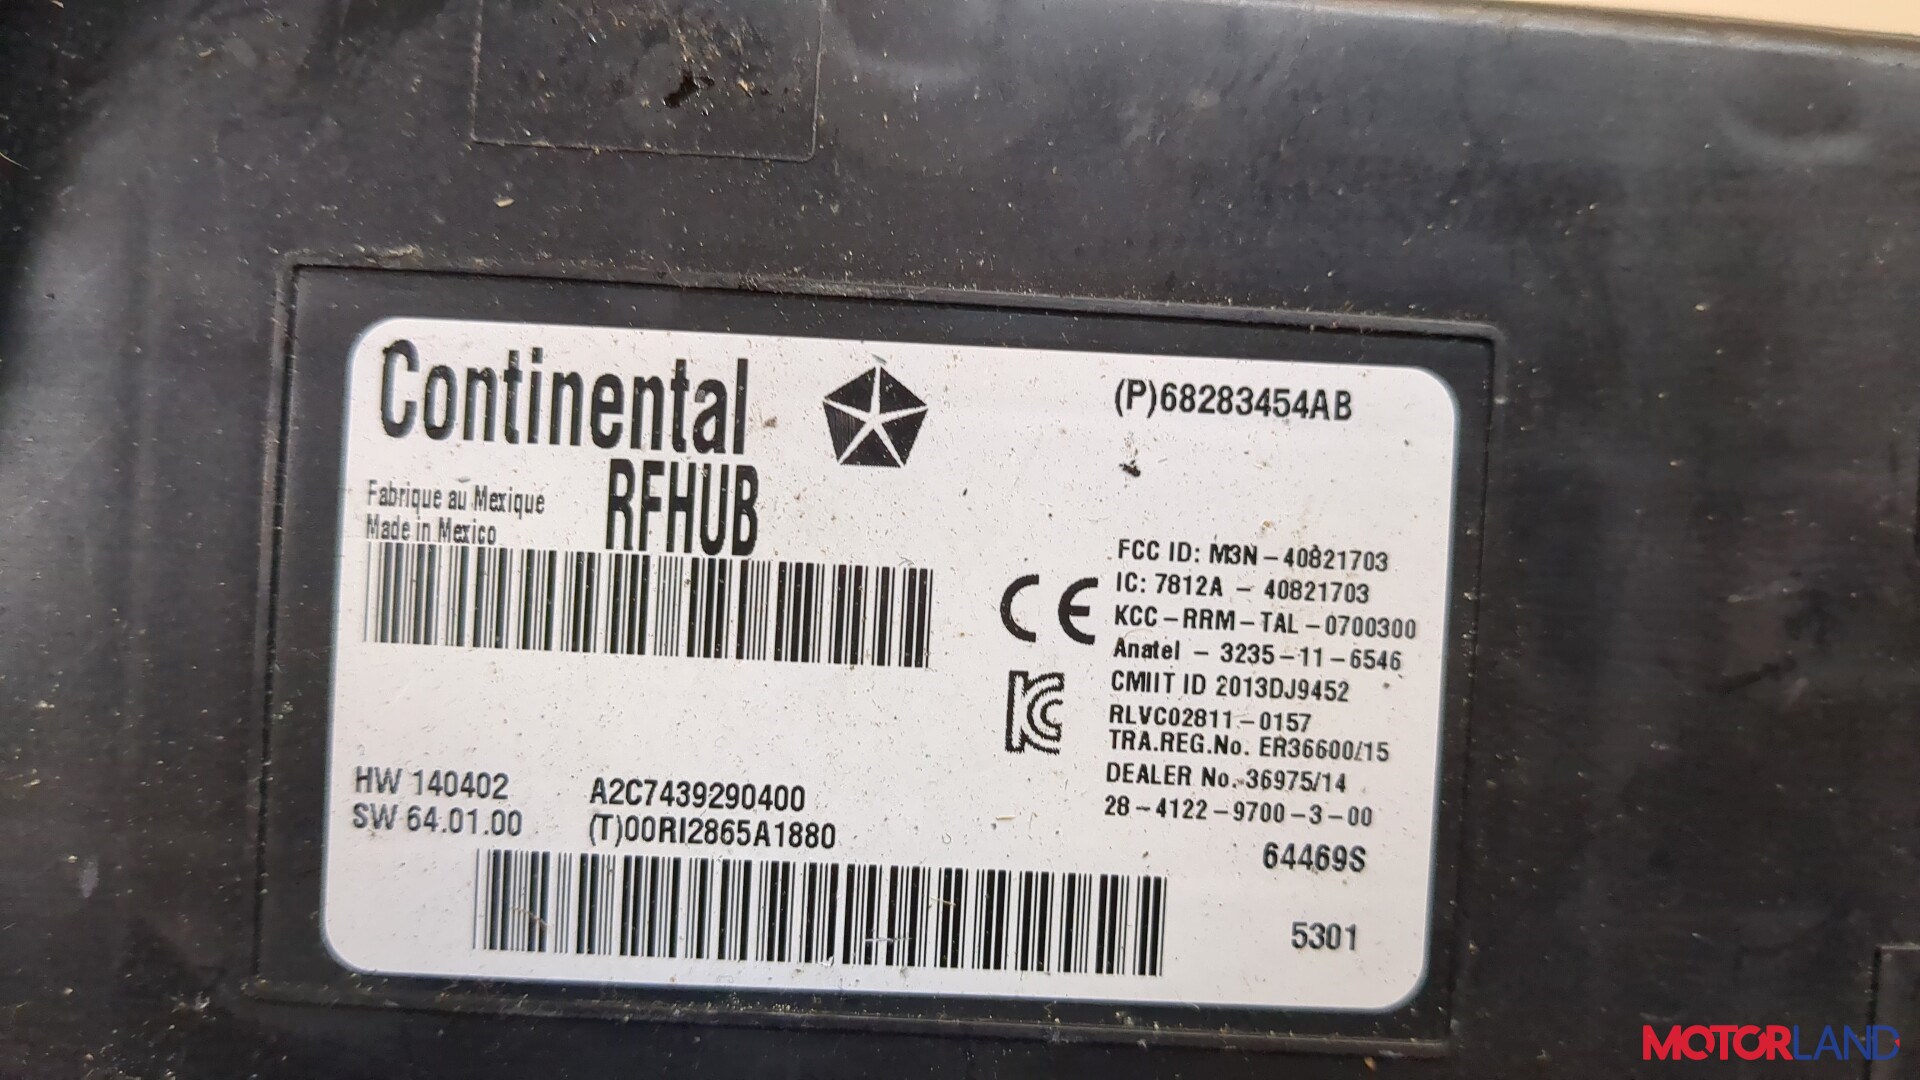 Continental
RFHUB
Fabrique au Mexique
Made in Mexico
(P)68283454AB
FCC ID: M3N-40821703
IC: 7812A - 40821703
KCC-RRM-TAL-0700300
Anatel - 3235-11-6546
CMIIT ID 2013DJ9452
RLVC02811-0157
TRA.REG.No. ER36600/15
DEALER No.-36975/14
28-4122-9700-3-00
CE
HW 140402
SW 64.01.00
A2C7439290400
(T)00RI2865A1880
64469S
5301
MOTORLAND